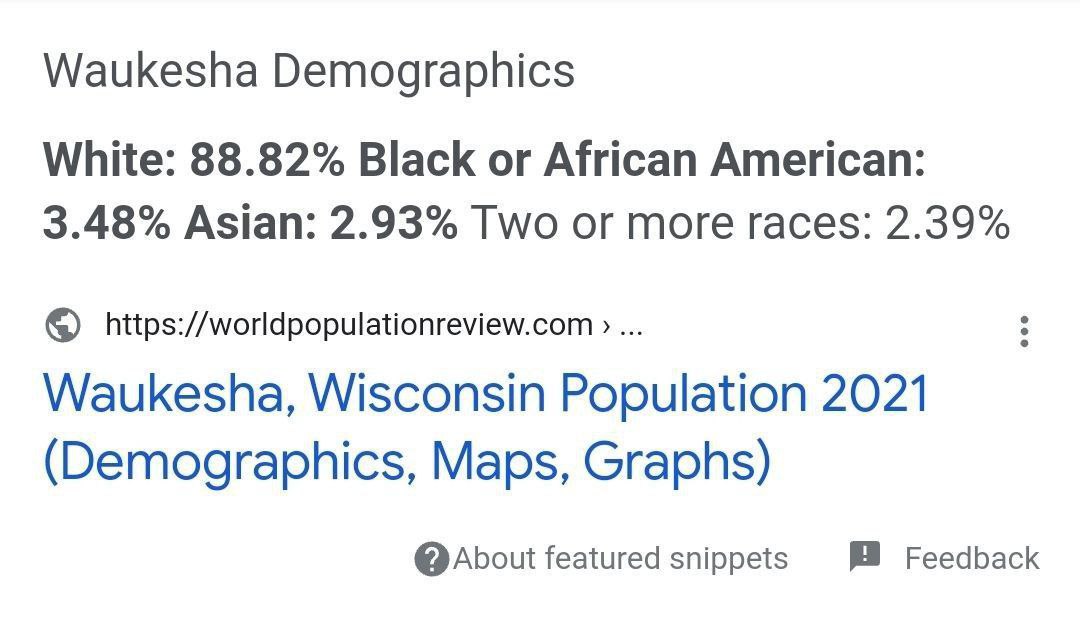 Waukesha Demographics
White: 88.82% Black or African American:
3.48% Asian: 2.93% Two or more races: 2.39%
https://worldpopulationreview.com › ...
Waukesha, Wisconsin Population 2021
(Demographics, Maps, Graphs)
About featured snippets Feedback